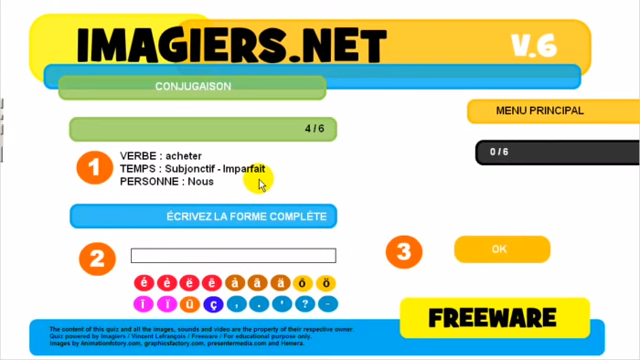 IMAGIERS.NET
V.6
CONJUGAISON
MENU PRINCIPAL
4 / 6
0 / 6
1
VERBE : acheter
TEMPS : Subjonctif - Imparfait
PERSONNE : Nous
ÉCRIVEZ LA FORME COMPLÈTE
2
3
OK
ç , . ' ? -
FREEWARE
The content of this quiz and all the images, sounds and video are the property of their respective owner.
Quiz powered by Imagiers / Vincent Lefrançois / Freeware / For educational purpose only.
Images by Animationfactory.com, graphicsfactory.com, presentermedia.com and Hemera.